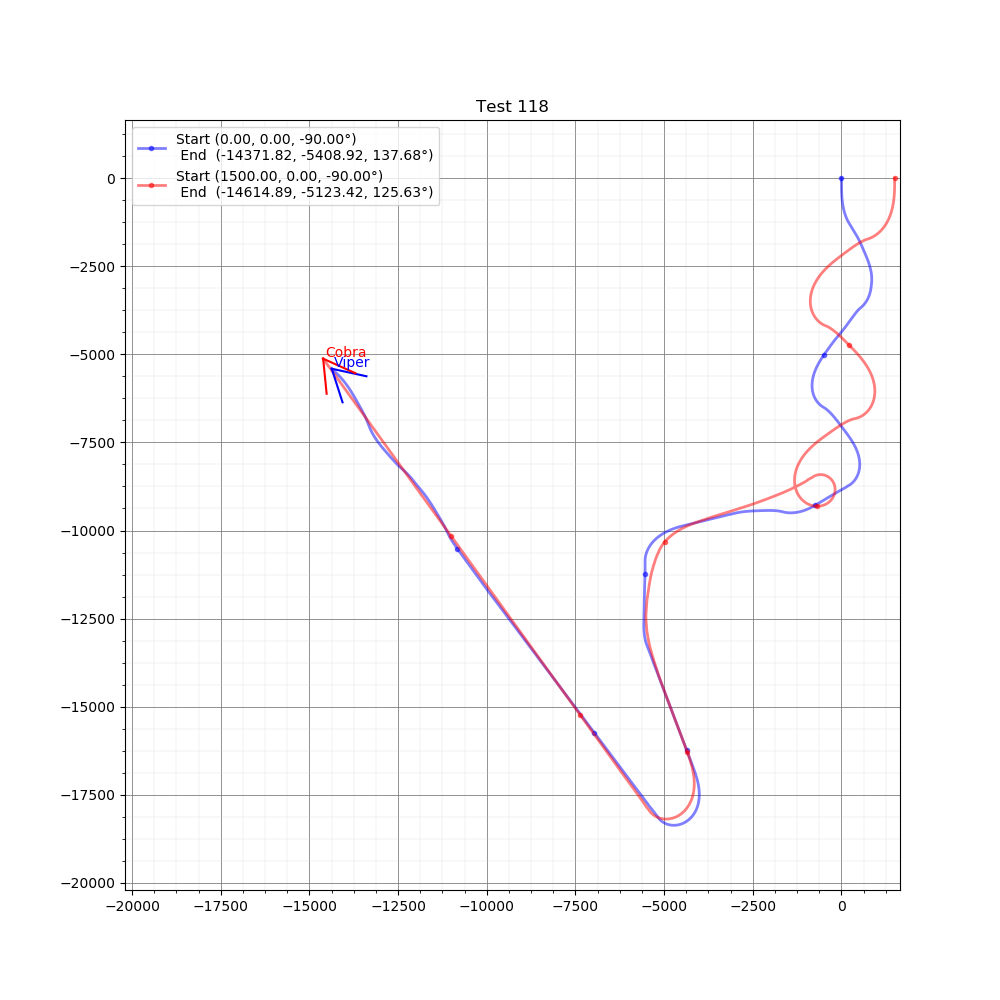 Test 118
Start (0.00, 0.00, -90.00°)
End (-14371.82, -5408.92, 137.68°)
Start (1500.00, 0.00, -90.00°)
End (-14614.89, -5123.42, 125.63°)
0
−2500
−5000
−7500
−10000
−12500
−15000
−17500
−20000
Cobra
Viper
−20000 −17500 −15000 −12500 −10000 −7500 −5000 −2500 0